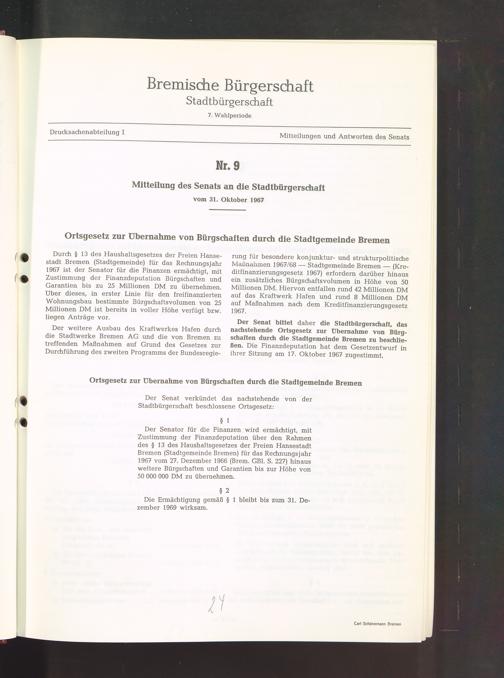 Bremische Bürgerschaft
Stadtbürgerschaft
7. Wahlperiode
Drucksachenabteilung I
Mitteilungen und Antworten des Senats
Nr. 9
Mitteilung des Senats an die Stadtbürgerschaft
vom 31. Oktober 1967
Ortsgesetz zur Übernahme von Bürgschaften durch die Stadtgemeinde Bremen
Durch § 13 des Haushaltsgesetzes der Freien Hanse-
stadt Bremen (Stadtgemeinde) für das Rechnungsjahr
1967 ist der Senator für die Finanzen ermächtigt, mit
Zustimmung der Finanzdeputation Bürgschaften und
Garantien bis zu 25 Millionen DM zu übernehmen.
Über dieses, in erster Linie für den freifinanzierten
Wohnungsbau bestimmte Bürgschaftsvolumen von 25
Millionen DM ist bereits in voller Höhe verfügt bzw.
liegen Anträge vor.
Der weitere Ausbau des Kraftwerkes Hafen durch
die Stadtwerke Bremen AG und die von Bremen zu
treffenden Maßnahmen auf Grund des Gesetzes zur
Durchführung des zweiten Programms der Bundesregie-
rung für besondere konjunktur- und strukturpolitische
Maßnahmen 1967/68 — Stadtgemeinde Bremen — (Kre-
ditfinanzierungsgesetz 1967) erfordern darüber hinaus
ein zusätzliches Bürgschaftsvolumen in Höhe von 50
Millionen DM. Hiervon entfallen rund 42 Millionen DM
auf das Kraftwerk Hafen und rund 8 Millionen DM
auf Maßnahmen nach dem Kreditfinanzierungsgesetz
1967.
Der Senat bittet daher die Stadtbürgerschaft, das
nachstehende Ortsgesetz zur Übernahme von Bürg-
schaften durch die Stadtgemeinde Bremen zu beschlie-
ßen. Die Finanzdeputation hat dem Gesetzentwurf in
ihrer Sitzung am 17. Oktober 1967 zugestimmt.
Ortsgesetz zur Übernahme von Bürgschaften durch die Stadtgemeinde Bremen
Der Senat verkündet das nachstehende von der
Stadtbürgerschaft beschlossene Ortsgesetz:
§ 1
Der Senator für die Finanzen wird ermächtigt, mit
Zustimmung der Finanzdeputation über den Rahmen
des § 13 des Haushaltsgesetzes der Freien Hansestadt
Bremen (Stadtgemeinde Bremen) für das Rechnungsjahr
1967 vom 27. Dezember 1966 (Brem. GBl. S. 227) hinaus
weitere Bürgschaften und Garantien bis zur Höhe von
50 000 000 DM zu übernehmen.
§ 2
Die Ermächtigung gemäß § 1 bleibt bis zum 31. De-
zember 1969 wirksam.
24
Carl Schünemann Bremen